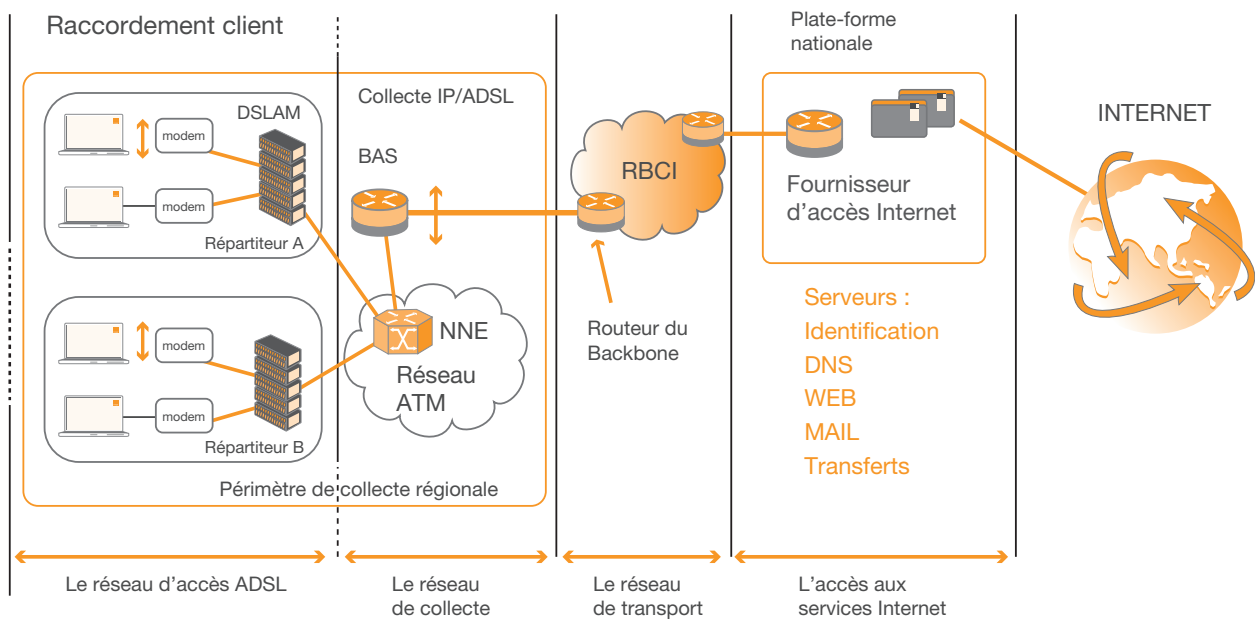 Raccordement client
DSLAM
modem
modem
Répartiteur A
modem
modem
Répartiteur B
Collecte IP/ADSL
BAS
NNE
Réseau
ATM
Périmètre de collecte régionale
RBCI
Routeur du
Backbone
Plate-forme
nationale
Fournisseur
d’accès Internet
Serveurs :
Identification
DNS
WEB
MAIL
Transferts
INTERNET
Le réseau d’accès ADSL
Le réseau
de collecte
Le réseau
de transport
L’accès aux
services Internet